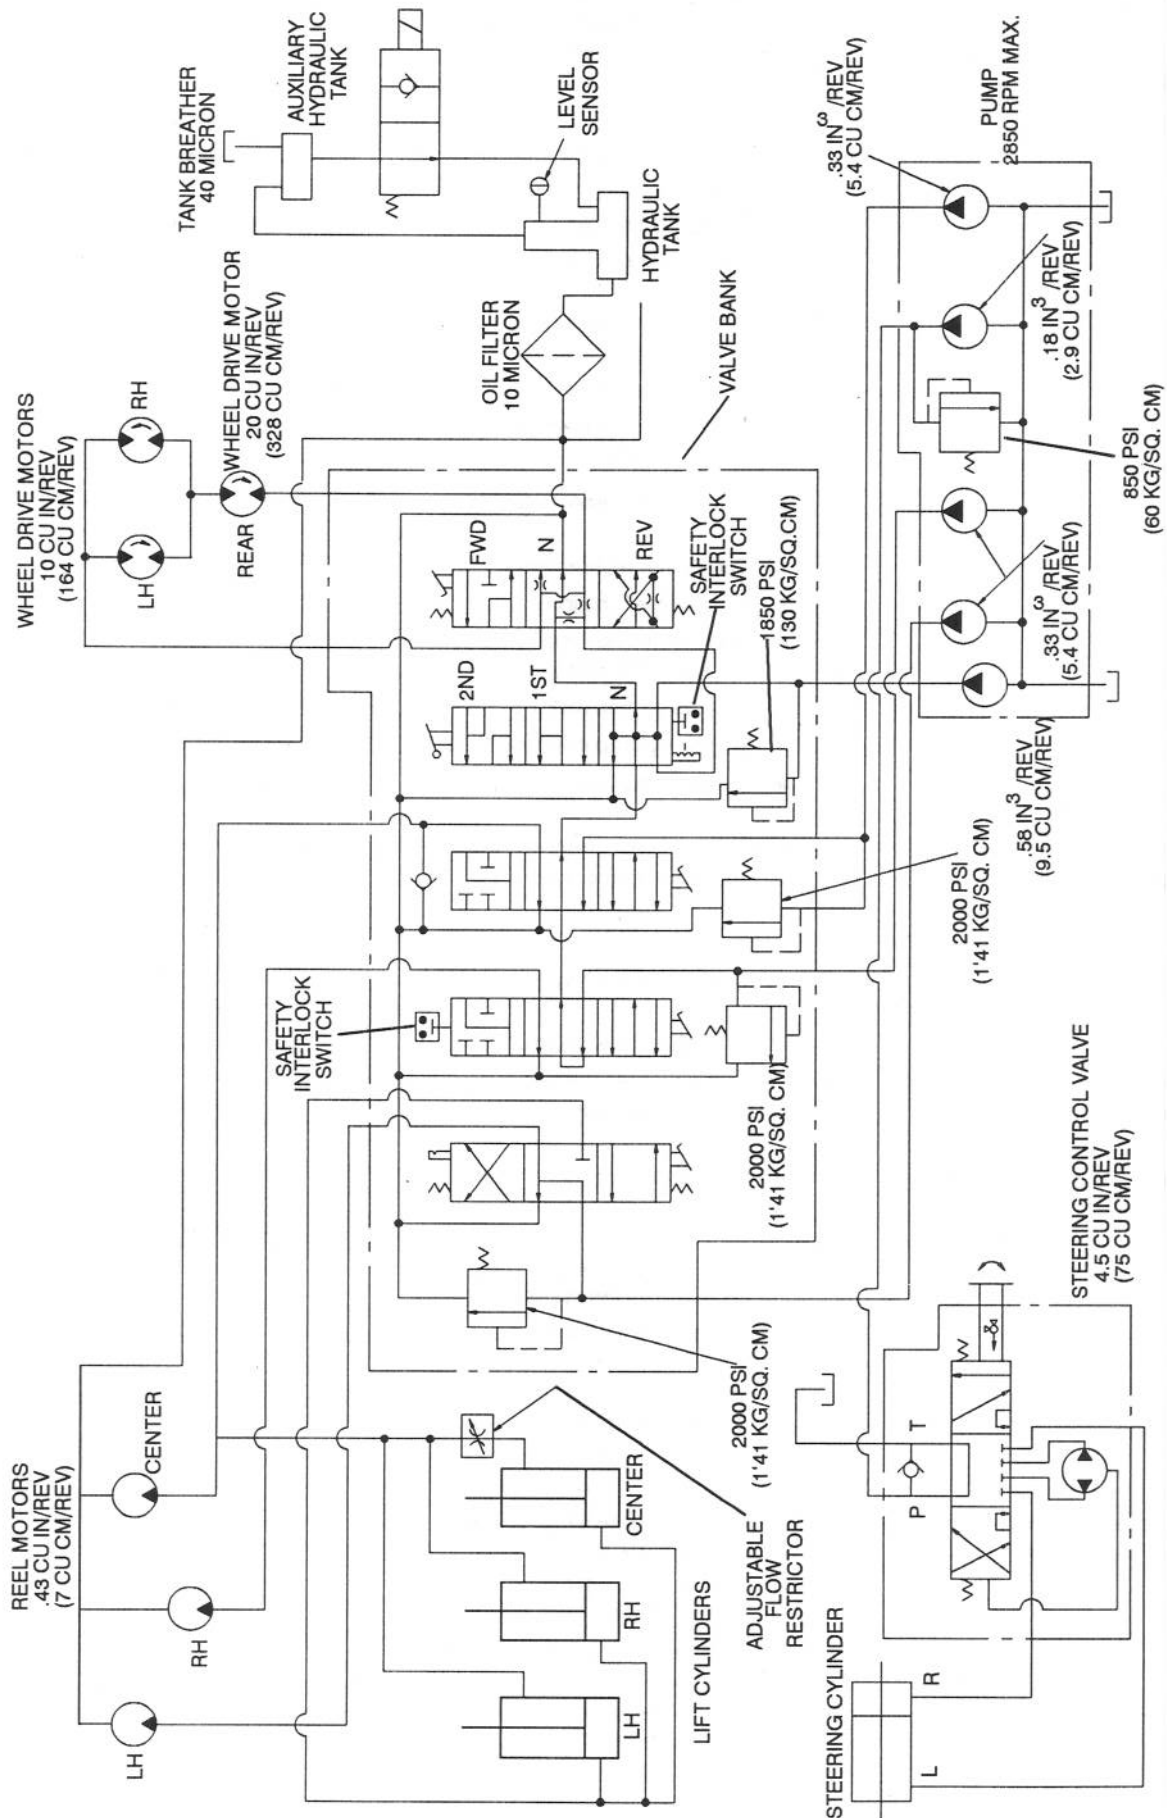 WHEEL DRIVE MOTORS
10 CU IN/REV
(164 CU CM/REV)
LH
RH
REAR
WHEEL DRIVE MOTOR
20 CU IN/REV
(328 CU CM/REV)
TANK BREATHER
40 MICRON
AUXILIARY
HYDRAULIC
TANK
LEVEL
SENSOR
HYDRAULIC
TANK
OIL FILTER
10 MICRON
VALVE BANK
FWD
N
REV
2ND
1ST
N
SAFETY
INTERLOCK
SWITCH
1850 PSI
(130 KG/SQ.CM)
SAFETY
INTERLOCK
SWITCH
2000 PSI
(1'41 KG/SQ. CM)
2000 PSI
(1'41 KG/SQ. CM)
2000 PSI
(1'41 KG/SQ. CM)
REEL MOTORS
.43 CU IN/REV
(7 CU CM/REV)
LH
RH
CENTER
LH
RH
CENTER
LIFT CYLINDERS
ADJUSTABLE
FLOW
RESTRICTOR
PUMP
2850 RPM MAX.
.33 IN³/REV
(5.4 CU CM/REV)
.18 IN³/REV
(2.9 CU CM/REV)
850 PSI
(60 KG/SQ. CM)
.33 IN³/REV
(5.4 CU CM/REV)
.58 IN³/REV
(9.5 CU CM/REV)
STEERING CONTROL VALVE
4.5 CU IN/REV
(75 CU CM/REV)
P
T
STEERING CYLINDER
L
R